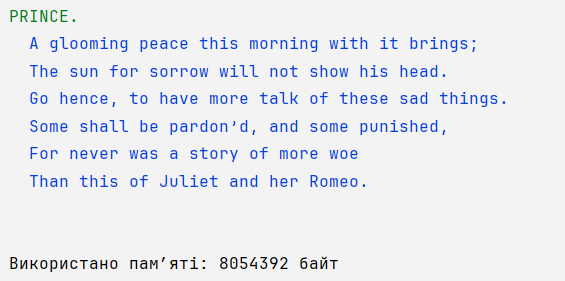 PRINCE.
A glooming peace this morning with it brings;
The sun for sorrow will not show his head.
Go hence, to have more talk of these sad things.
Some shall be pardon’d, and some punished,
For never was a story of more woe
Than this of Juliet and her Romeo.
Використано пам’яті: 8054392 байт